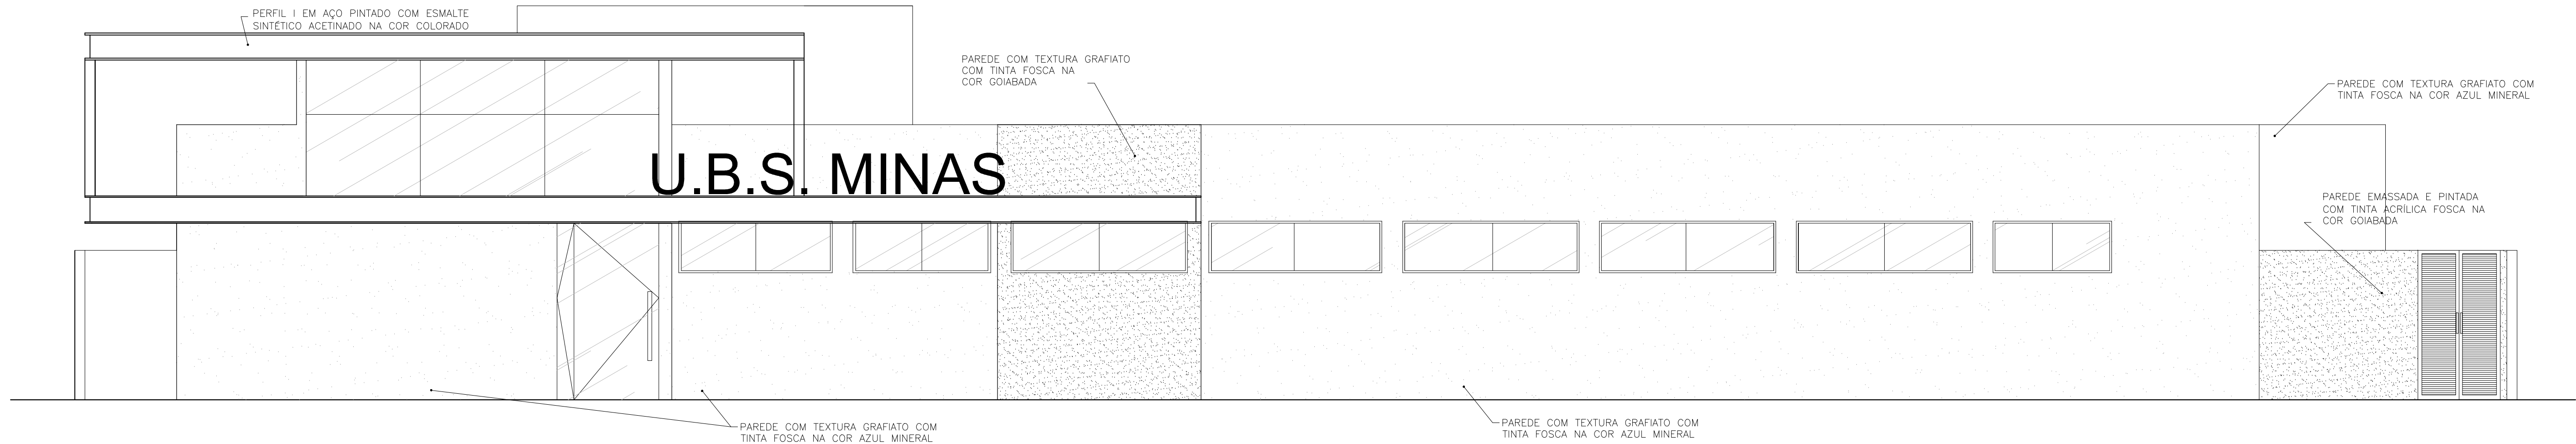 PERFIL I EM AÇO PINTADO COM ESMALTE
SINTÉTICO ACETINADO NA COR COLORADO
PAREDE COM TEXTURA GRAFIATO
COM TINTA FOSCA NA
COR GOIABADA
PAREDE COM TEXTURA GRAFIATO COM
TINTA FOSCA NA COR AZUL MINERAL
U.B.S. MINAS
PAREDE EMASSADA E PINTADA
COM TINTA ACRÍLICA FOSCA NA
COR GOIABADA
PAREDE COM TEXTURA GRAFIATO COM
TINTA FOSCA NA COR AZUL MINERAL
PAREDE COM TEXTURA GRAFIATO COM
TINTA FOSCA NA COR AZUL MINERAL